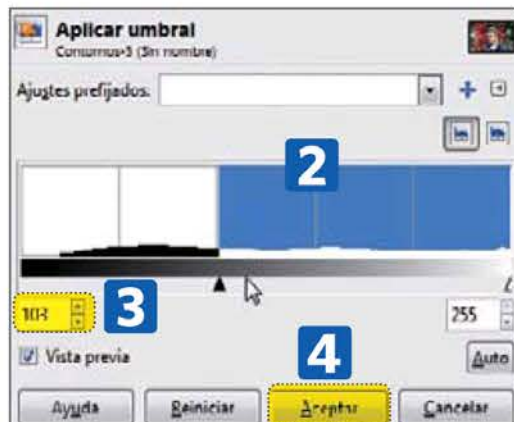 Aplicar umbral
Contornos-3 (Sin nombre)
Ajustes prefijados:
2
103
3
255
Vista previa
4
Auto
Ayuda
Reiniciar
Aceptar
Cancelar